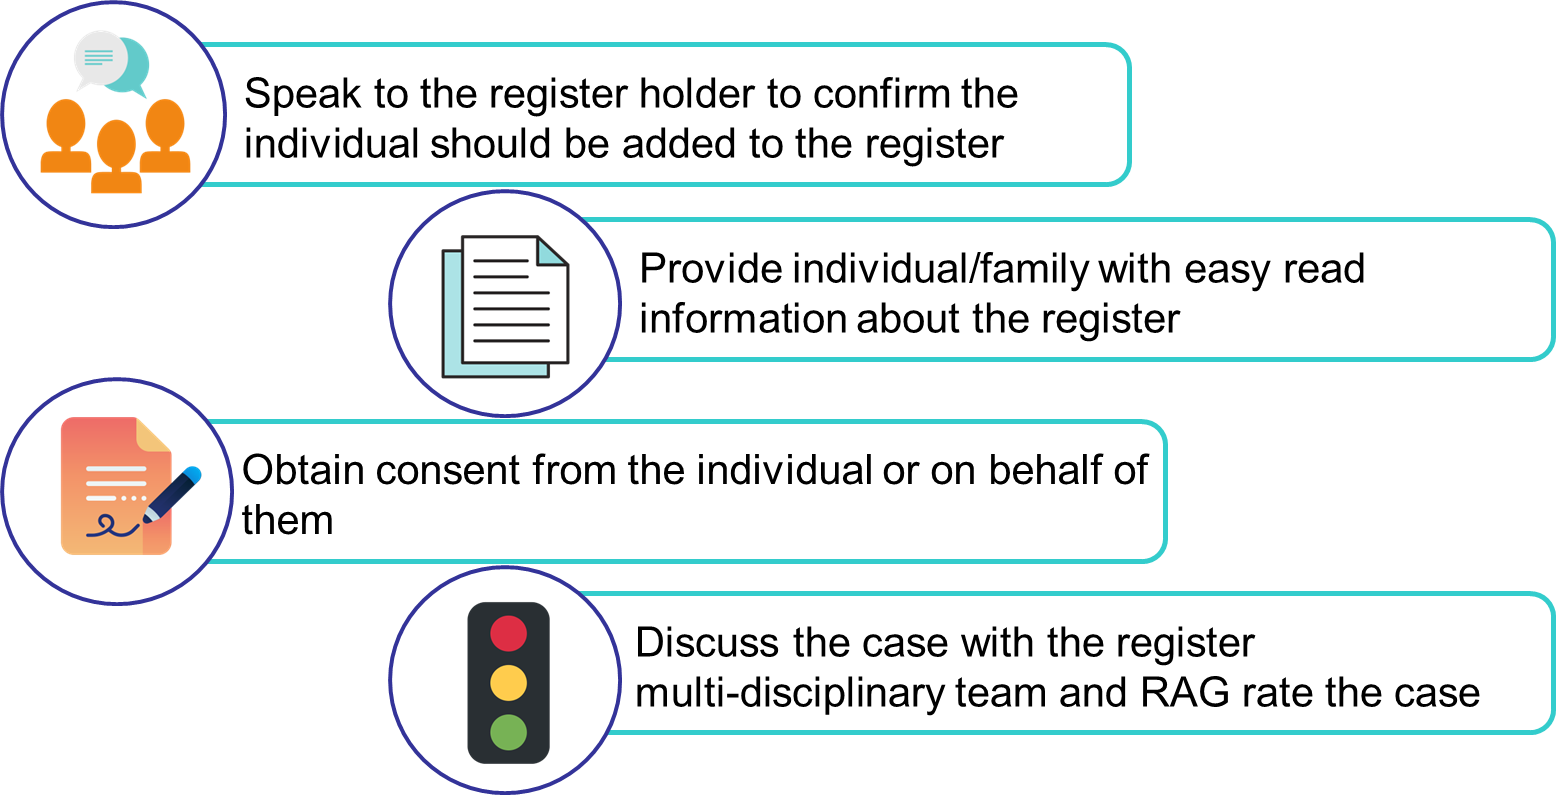 Speak to the register holder to confirm the
individual should be added to the register
Provide individual/family with easy read
information about the register
Obtain consent from the individual or on behalf of
them
Discuss the case with the register
multi-disciplinary team and RAG rate the case